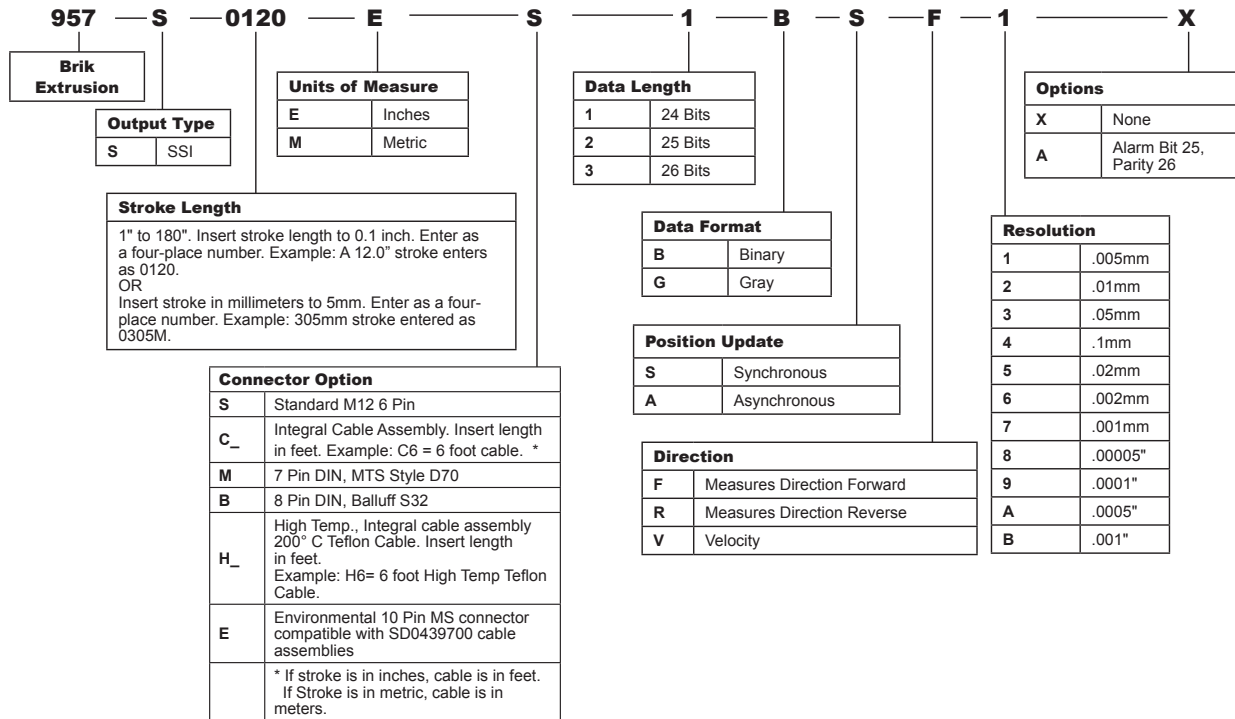 957 — S — 0120 — E — S — 1 — B — S — F — 1 — X
Brik
Extrusion
Output Type
S SSI
Stroke Length
1" to 180". Insert stroke length to 0.1 inch. Enter as
a four-place number. Example: A 12.0” stroke enters
as 0120.
OR
Insert stroke in millimeters to 5mm. Enter as a four-
place number. Example: 305mm stroke entered as
0305M.
Units of Measure
E Inches
M Metric
Connector Option
S Standard M12 6 Pin
C_ Integral Cable Assembly. Insert length
in feet. Example: C6 = 6 foot cable. *
M 7 Pin DIN, MTS Style D70
B 8 Pin DIN, Balluff S32
H_ High Temp., Integral cable assembly
200° C Teflon Cable. Insert length
in feet.
Example: H6= 6 foot High Temp Teflon
Cable.
E Environmental 10 Pin MS connector
compatible with SD0439700 cable
assemblies
* If stroke is in inches, cable is in feet.
If Stroke is in metric, cable is in
meters.
Data Length
1 24 Bits
2 25 Bits
3 26 Bits
Data Format
B Binary
G Gray
Position Update
S Synchronous
A Asynchronous
Direction
F Measures Direction Forward
R Measures Direction Reverse
V Velocity
Resolution
1 .005mm
2 .01mm
3 .05mm
4 .1mm
5 .02mm
6 .002mm
7 .001mm
8 .00005"
9 .0001"
A .0005"
B .001"
Options
X None
A Alarm Bit 25,
Parity 26